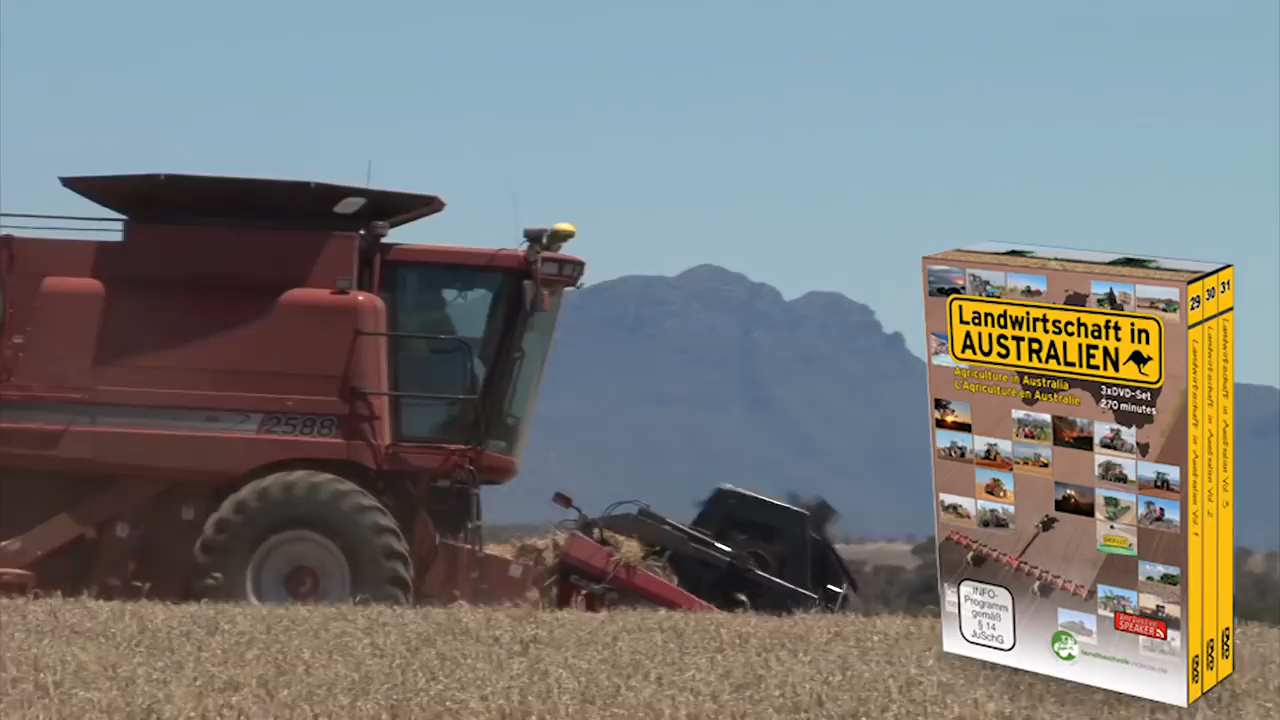 2588
Landwirtschaft in
AUSTRALIEN
Agriculture in Australia
L'Agriculture en Australie
3xDVD-Set
270 minutes
INFO-
Programm
gemäß
§ 14
JuSchG
INCLUSIVE
SPEAKER
29
30
31
Landwirtschaft in Australien Vol. 1
Landwirtschaft in Australien Vol. 2
Landwirtschaft in Australien Vol. 3
DVD
DVD
DVD